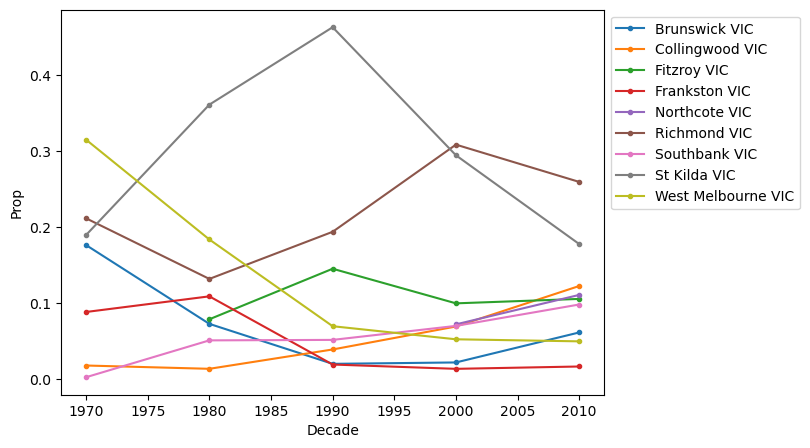 Brunswick VIC
Collingwood VIC
Fitzroy VIC
Frankston VIC
Northcote VIC
Richmond VIC
Southbank VIC
St Kilda VIC
West Melbourne VIC
Prop
0.4
0.3
0.2
0.1
0.0
1970 1975 1980 1985 1990 1995 2000 2005 2010
Decade